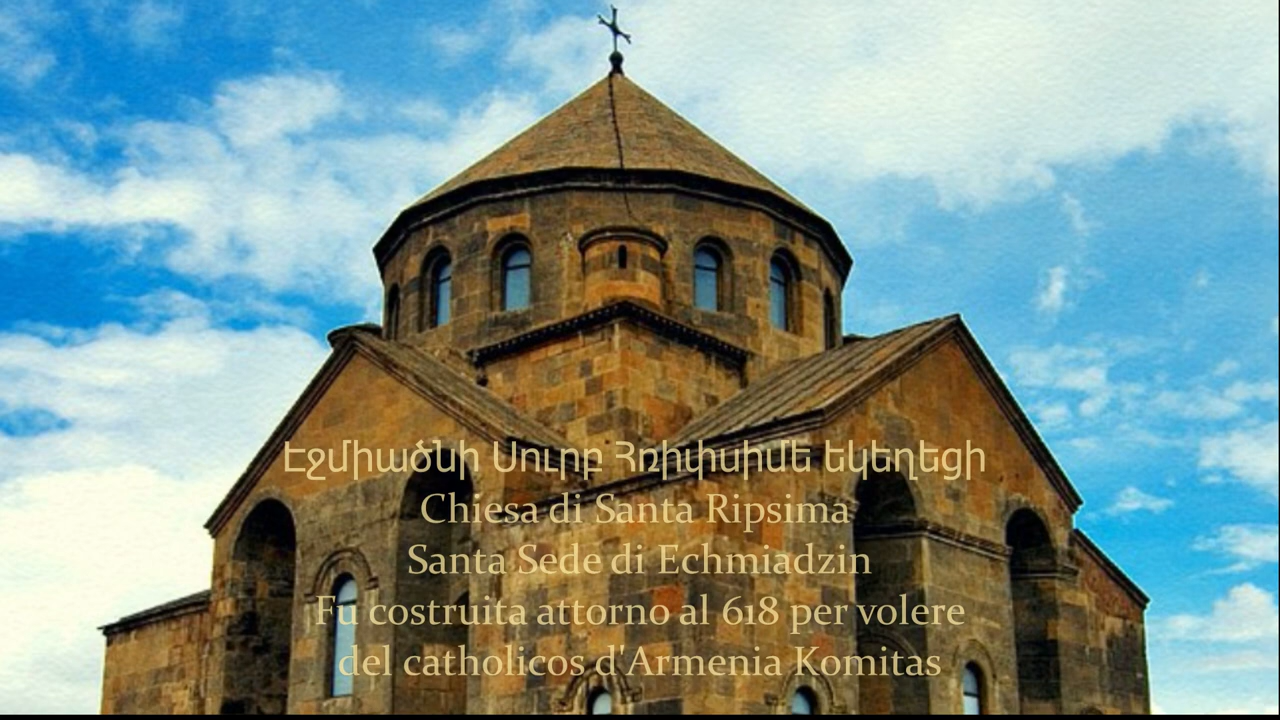 Էջմիածնի Սուրբ Հռիփսիմե եկեղեցի
Chiesa di Santa Ripsima
Santa Sede di Echmiadzin
Fu costruita attorno al 618 per volere
del catholicos d'Armenia Komitas